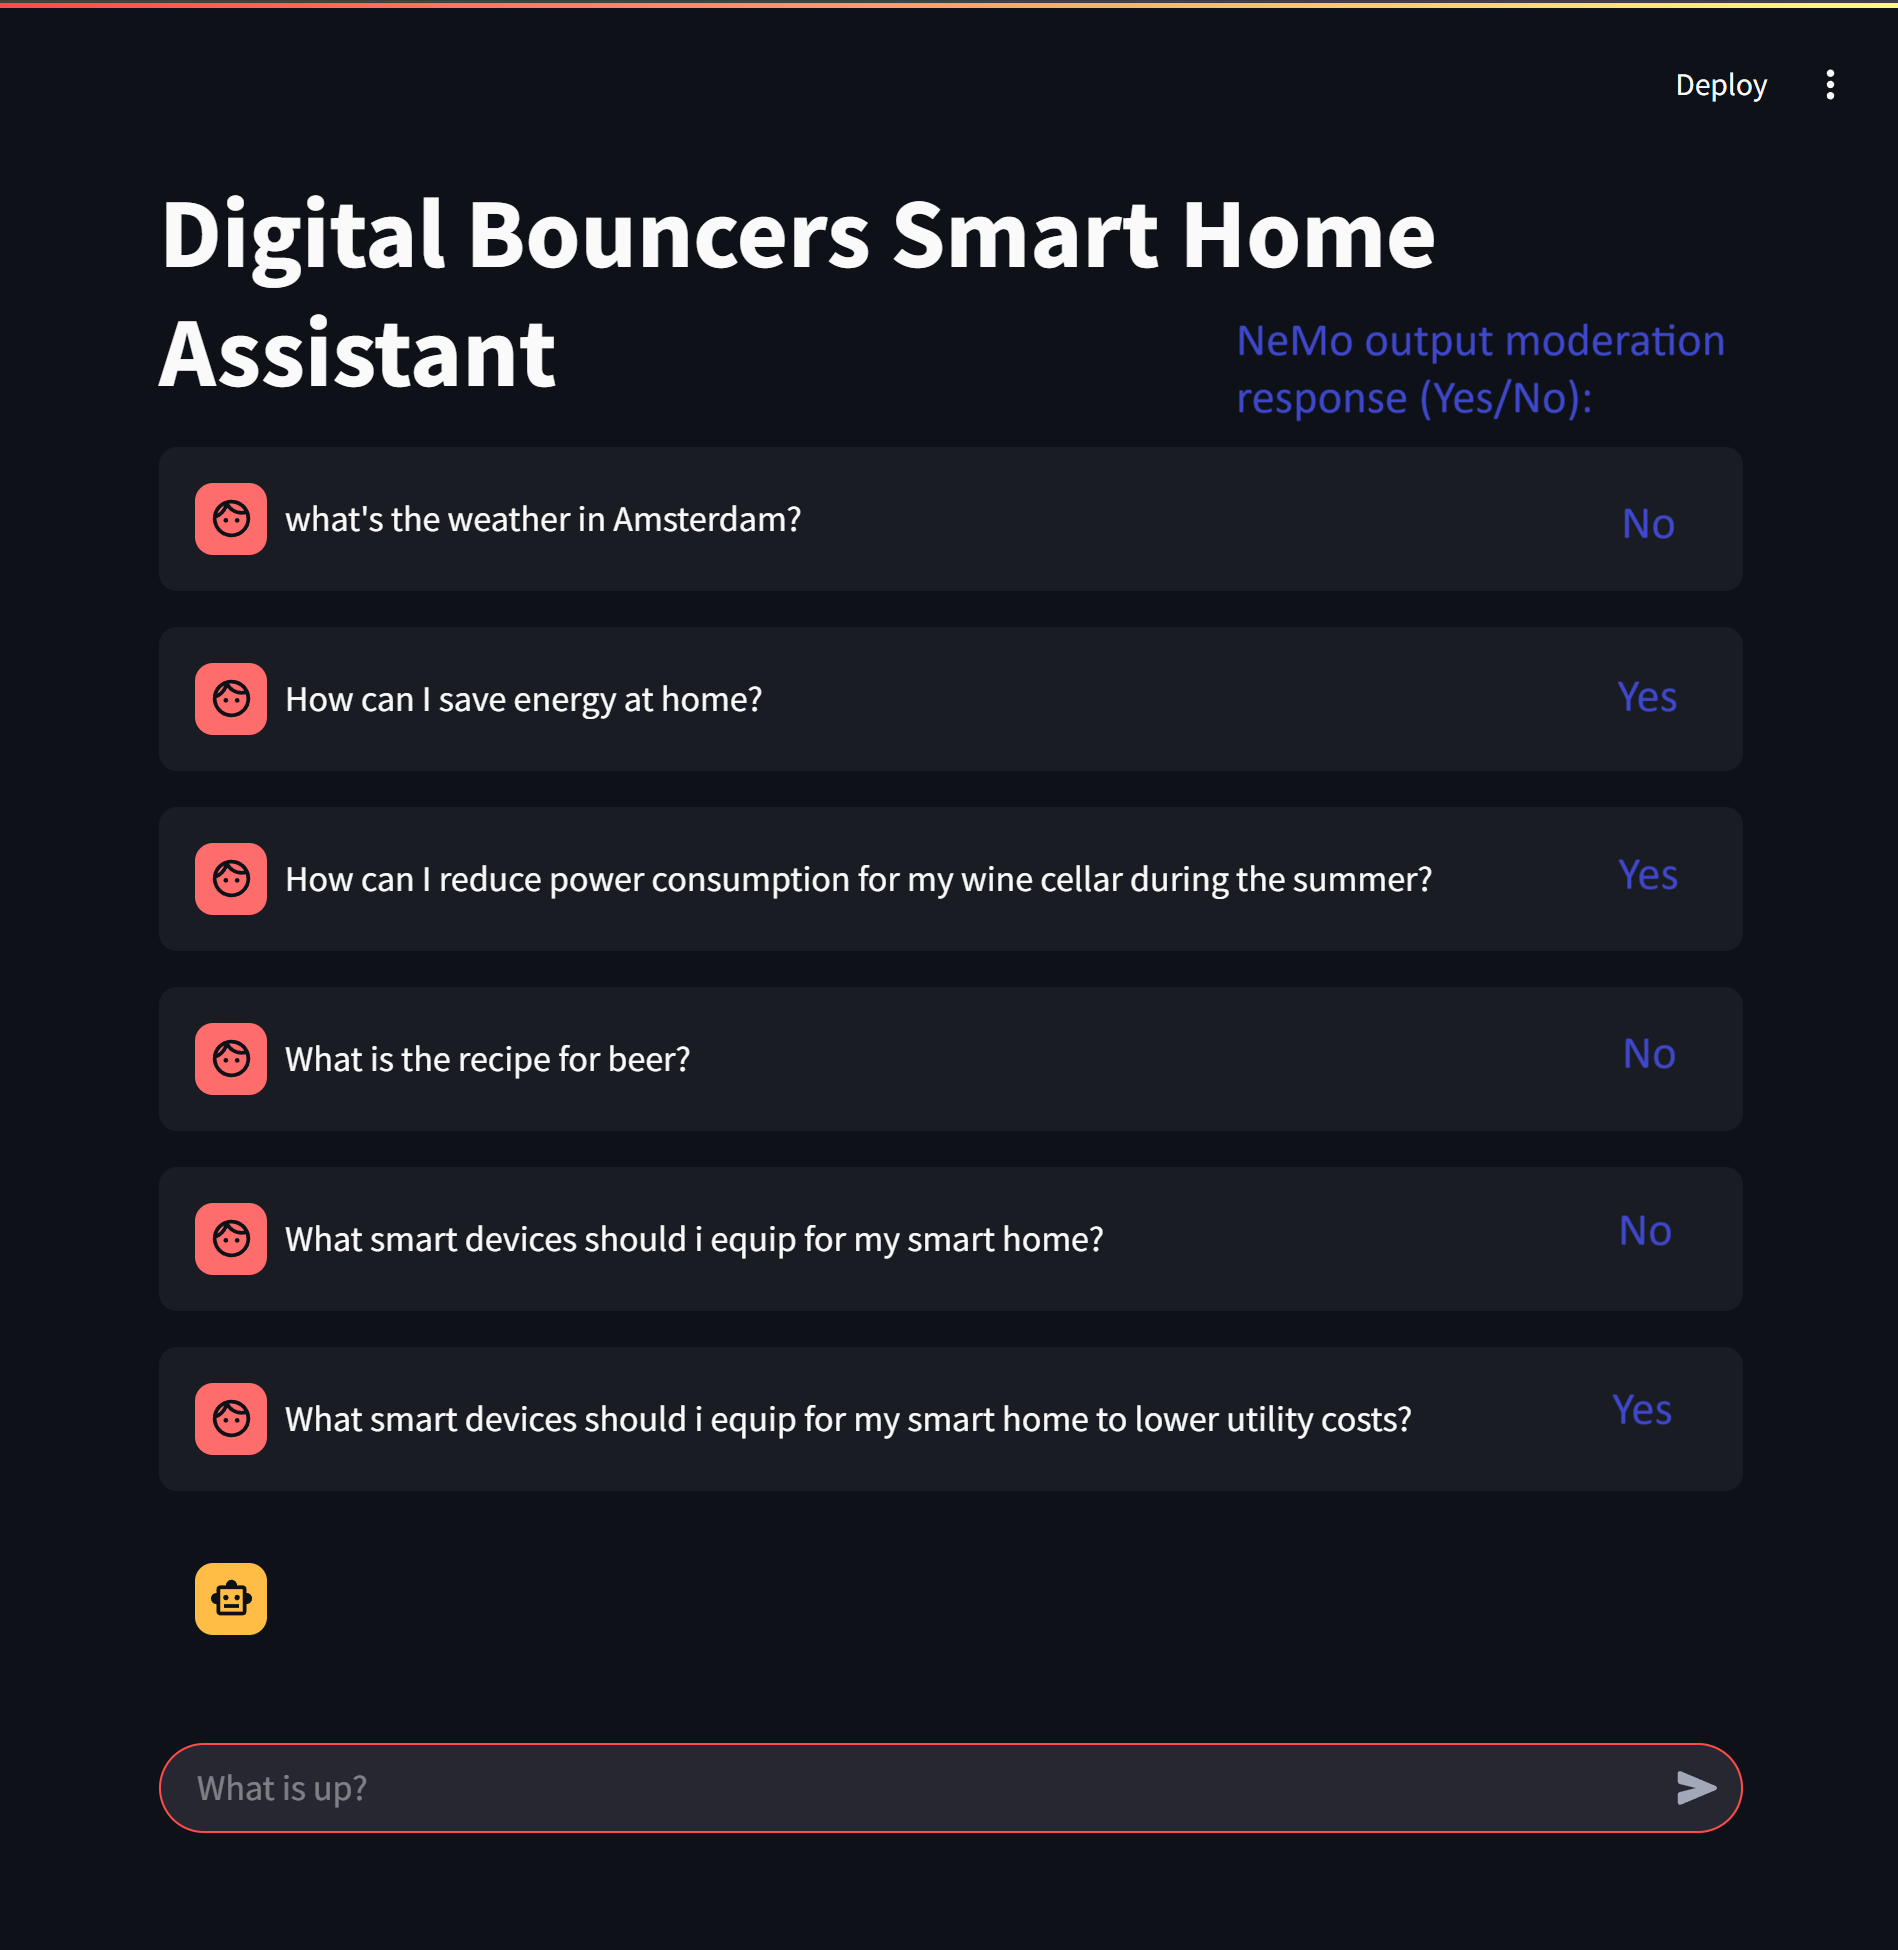 Deploy
Digital Bouncers Smart Home
Assistant
NeMo output moderation
response (Yes/No):
what's the weather in Amsterdam?
No
How can I save energy at home?
Yes
How can I reduce power consumption for my wine cellar during the summer?
Yes
What is the recipe for beer?
No
What smart devices should i equip for my smart home?
No
What smart devices should i equip for my smart home to lower utility costs?
Yes
What is up?